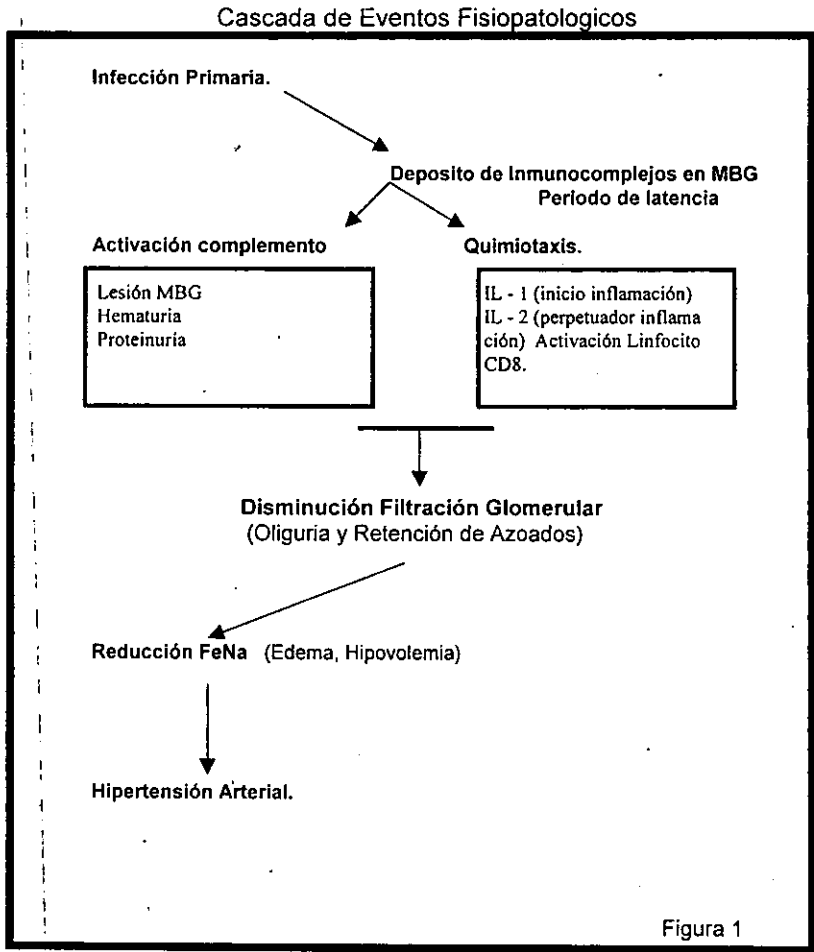 Cascada de Eventos Fisiopatologicos
Infección Primaria.
Deposito de Inmunocomplejos en MBG
Periodo de latencia
Activación complemento
Quimiotaxis.
Lesión MBG
Hematuria
Proteinuria
IL - 1 (inicio inflamación)
IL - 2 (perpetuador inflama
ción) Activación Linfocito
CD8.
Disminución Filtración Glomerular
(Oliguria y Retención de Azoados)
Reducción FeNa (Edema, Hipovolemia)
Hipertensión Arterial.
Figura 1